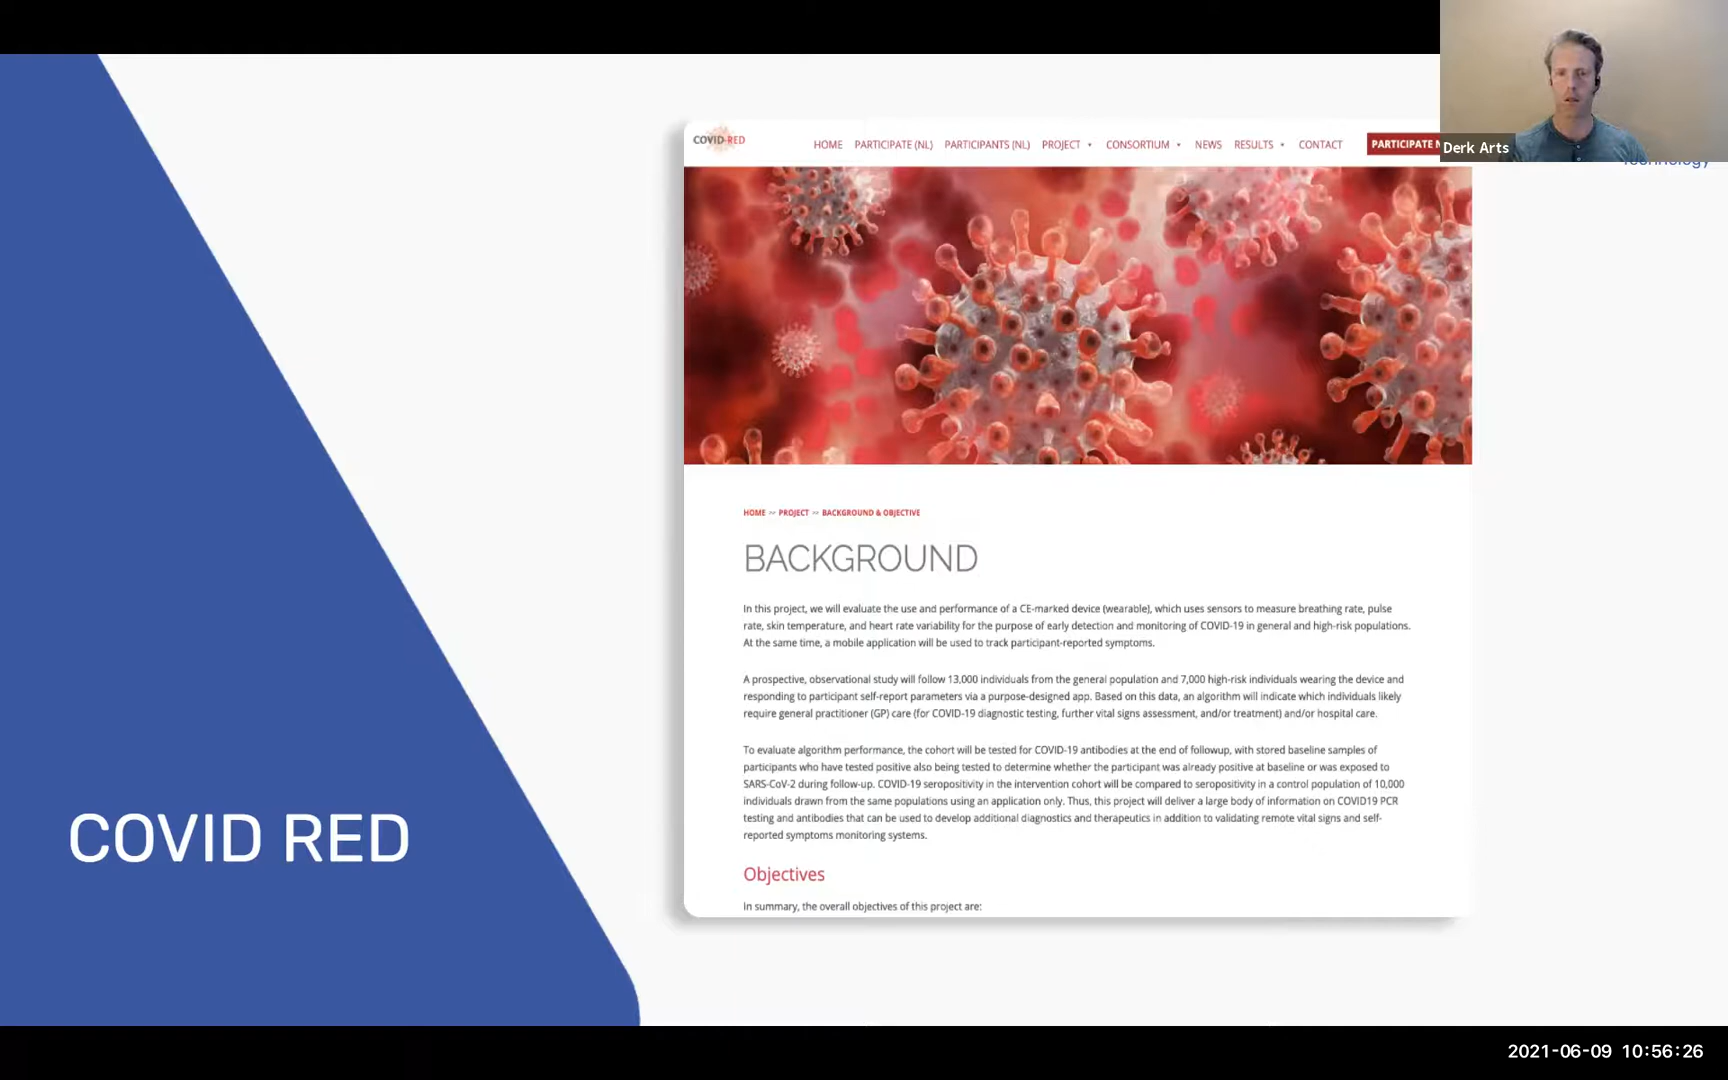 COVID-RED
HOME PARTICIPATE (NL) PARTICIPANTS (NL) PROJECT CONSORTIUM NEWS RESULTS CONTACT PARTICIPATE
Derk Arts
HOME >> PROJECT >> BACKGROUND & OBJECTIVE
BACKGROUND
In this project, we will evaluate the use and performance of a CE-marked device (wearable), which uses sensors to measure breathing rate, pulse
rate, skin temperature, and heart rate variability for the purpose of early detection and monitoring of COVID-19 in general and high-risk populations.
At the same time, a mobile application will be used to track participant-reported symptoms.
A prospective, observational study will follow 13,000 individuals from the general population and 7,000 high-risk individuals wearing the device and
responding to participant self-report parameters via a purpose-designed app. Based on this data, an algorithm will indicate which individuals likely
require general practitioner (GP) care (for COVID-19 diagnostic testing, further vital signs assessment, and/or treatment) and/or hospital care.
To evaluate algorithm performance, the cohort will be tested for COVID-19 antibodies at the end of followup, with stored baseline samples of
participants who have tested positive also being tested to determine whether the participant was already positive at baseline or was exposed to
SARS-CoV-2 during follow-up. COVID-19 seropositivity in the intervention cohort will be compared to seropositivity in a control population of 10,000
individuals drawn from the same populations using an application only. Thus, this project will deliver a large body of information on COVID19 PCR
testing and antibodies that can be used to develop additional diagnostics and therapeutics in addition to validating remote vital signs and self-
reported symptoms monitoring systems.
Objectives
In summary, the overall objectives of this project are:
COVID RED
2021-06-09 10:56:26